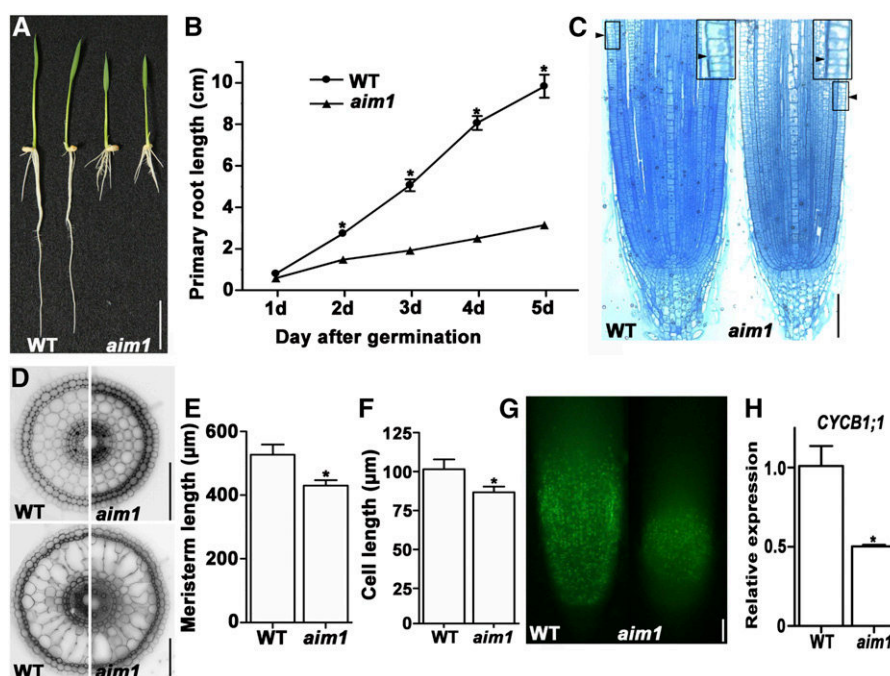 A
WT
aim1
B
Primary root length (cm)
10
8
6
4
2
0
WT
aim1
*
*
*
*
1d
2d
3d
4d
5d
Day after germination
C
WT
aim1
D
WT
aim1
WT
aim1
E
Meristerm length (μm)
600
400
200
0
*
WT
aim1
F
Cell length (μm)
125
100
75
50
25
0
*
WT
aim1
G
WT
aim1
H
CYCB1;1
Relative expression
1.0
0.5
0
*
WT
aim1